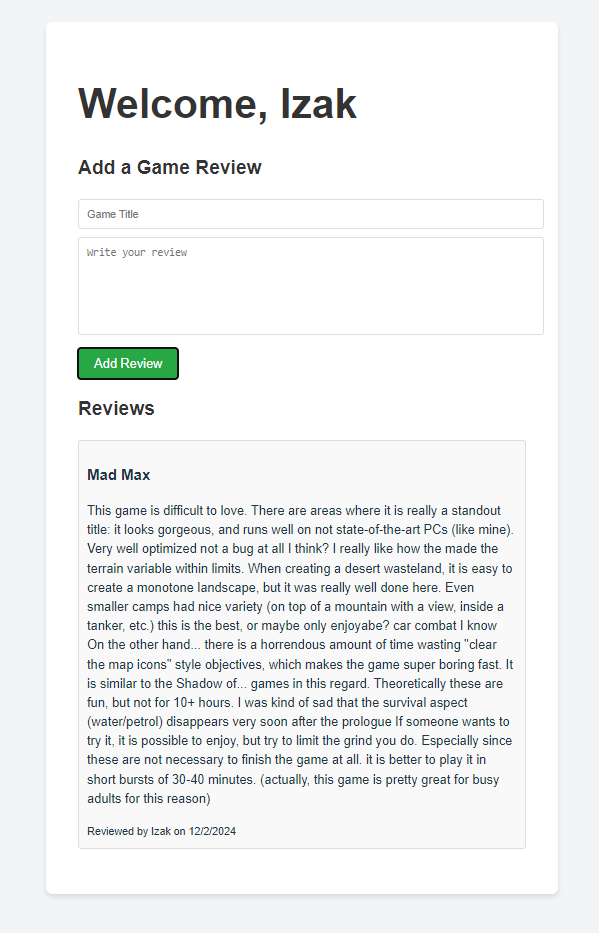 Welcome, Izak
Add a Game Review
Game Title
Write your review
Add Review
Reviews
Mad Max
This game is difficult to love. There are areas where it is really a standout
title: it looks gorgeous, and runs well on not state-of-the-art PCs (like mine).
Very well optimized not a bug at all I think? I really like how the made the
terrain variable within limits. When creating a desert wasteland, it is easy to
create a monotone landscape, but it was really well done here. Even
smaller camps had nice variety (on top of a mountain with a view, inside a
tanker, etc.) this is the best, or maybe only enjoyabe? car combat I know
On the other hand... there is a horrendous amount of time wasting "clear
the map icons" style objectives, which makes the game super boring fast. It
is similar to the Shadow of... games in this regard. Theoretically these are
fun, but not for 10+ hours. I was kind of sad that the survival aspect
(water/petrol) disappears very soon after the prologue If someone wants to
try it, it is possible to enjoy, but try to limit the grind you do. Especially since
these are not necessary to finish the game at all. it is better to play it in
short bursts of 30-40 minutes. (actually, this game is pretty great for busy
adults for this reason)
Reviewed by Izak on 12/2/2024